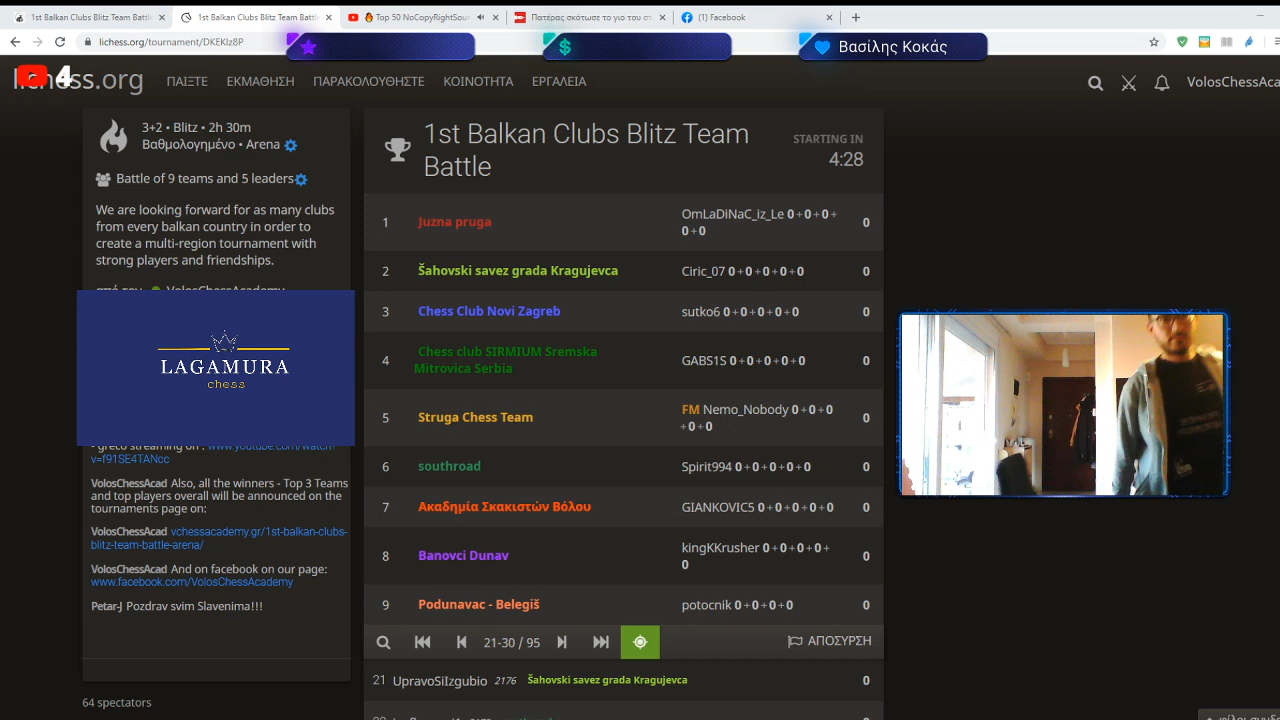 1st Balkan Clubs Blitz Team Battl
1st Balkan Clubs Blitz Team Battl
Top 50 NoCopyRightSou
Πατέρας σκότωσε το γιο του στ
(1) Facebook
lichess.org/tournament/DKEKlz8P
Βασίλης Κοκάς
4
lichess.org
ΠΑΙΞΤΕ
ΕΚΜΑΘΗΣΗ
ΠΑΡΑΚΟΛΟΥΘΗΣΤΕ
ΚΟΙΝΟΤΗΤΑ
ΕΡΓΑΛΕΙΑ
VolosChessAca
3+2 • Blitz • 2h 30m
Βαθμολογημένο • Arena
Battle of 9 teams and 5 leaders
We are looking forward for as many clubs
from every balkan country in order to
create a multi-region tournament with
strong players and friendships.
από τον VolosChessAcademy
LAGAMURA
chess
- greco streaming on : www.youtube.com/watch?
v=f91SE4TANcc
VolosChessAcad Also, all the winners - Top 3 Teams
and top players overall will be announced on the
tournaments page on:
VolosChessAcad vchessacademy.gr/1st-balkan-clubs-
blitz-team-battle-arena/
VolosChessAcad And on facebook on our page:
www.facebook.com/VolosChessAcademy
Petar-J Pozdrav svim Slavenima!!!
64 spectators
1st Balkan Clubs Blitz Team
Battle
STARTING IN
4:28
1 Juzna pruga OmLaDiNaC_iz_Le 0+0+0+
0+0 0
2 Šahovski savez grada Kragujevca Ciric_07 0+0+0+0+0 0
3 Chess Club Novi Zagreb sutko6 0+0+0+0+0 0
4 Chess club SIRMIUM Sremska
Mitrovica Serbia GABS1S 0+0+0+0+0 0
5 Struga Chess Team FM Nemo_Nobody 0+0+0
+0+0 0
6 southroad Spirit994 0+0+0+0+0 0
7 Ακαδημία Σκακιστών Βόλου GIANKOVIC5 0+0+0+0+0 0
8 Banovci Dunav kingKKrusher 0+0+0+0+
0 0
9 Podunavac - Belegiš potocnik 0+0+0+0 0
21-30 / 95
ΑΠΟΣΥΡΣΗ
21 UpravoSiIzgubio 2176 Šahovski savez grada Kragujevca 0